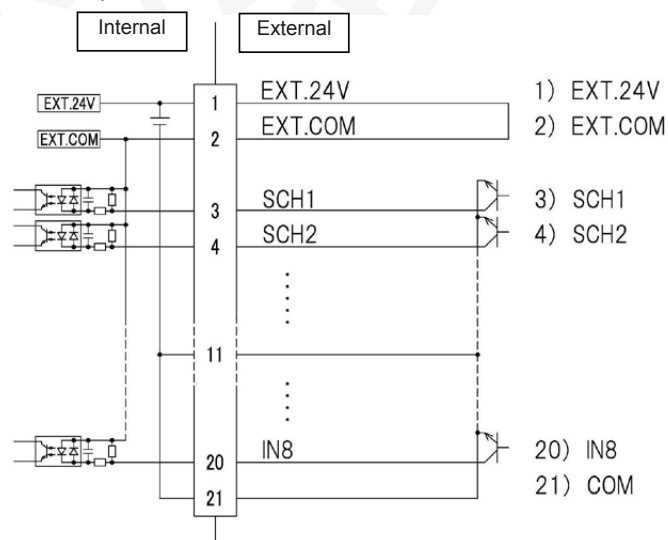 Internal External
EXT.24V 1 EXT.24V 1) EXT.24V
EXT.COM 2 EXT.COM 2) EXT.COM
3 SCH1 3) SCH1
4 SCH2 4) SCH2
11
20 IN8 20) IN8
21 21) COM